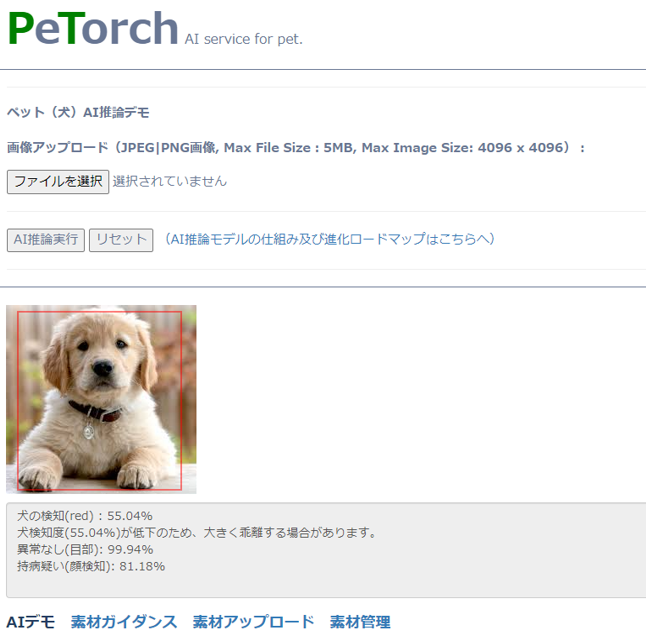 PeTorch AI service for pet.
ペット（犬）AI推論デモ
画像アップロード（JPEG|PNG画像, Max File Size : 5MB, Max Image Size: 4096 x 4096） :
ファイルを選択 選択されていません
AI推論実行 リセット （AI推論モデルの仕組み及び進化ロードマップはこちらへ）
犬の検知(red) : 55.04%
犬検知度(55.04%)が低下のため、大きく乖離する場合があります。
異常なし(目部): 99.94%
持病疑い(顔検知): 81.18%
AIデモ 素材ガイダンス 素材アップロード 素材管理